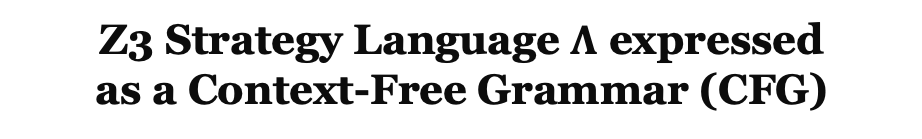 Z3 Strategy Language Λ expressed
as a Context-Free Grammar (CFG)